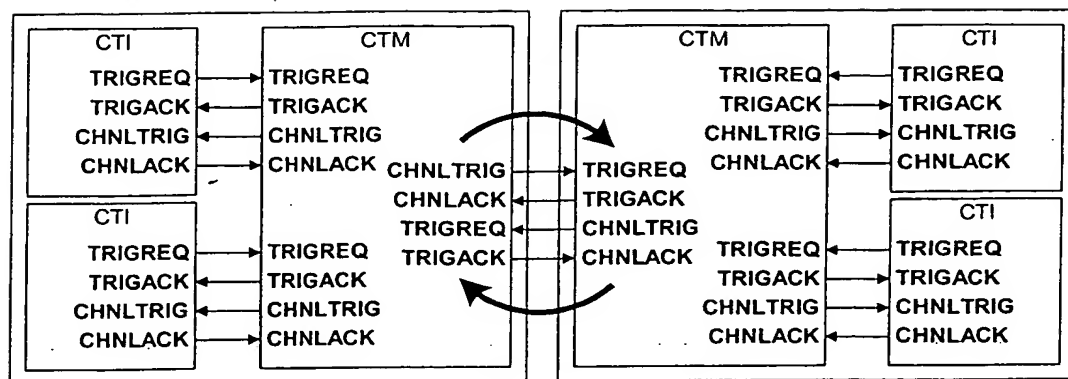 CTI CTM CTM CTI
TRIGREQ TRIGREQ TRIGREQ TRIGREQ
TRIGACK TRIGACK TRIGACK TRIGACK
CHNLTRIG CHNLTRIG CHNLTRIG CHNLTRIG
CHNLACK CHNLACK CHNLACK CHNLACK
CHNLTRIG TRIGREQ
CHNLACK TRIGACK
TRIGREQ CHNLTRIG
TRIGACK CHNLACK
CTI CTI
TRIGREQ TRIGREQ TRIGREQ TRIGREQ
TRIGACK TRIGACK TRIGACK TRIGACK
CHNLTRIG CHNLTRIG CHNLTRIG CHNLTRIG
CHNLACK CHNLACK CHNLACK CHNLACK